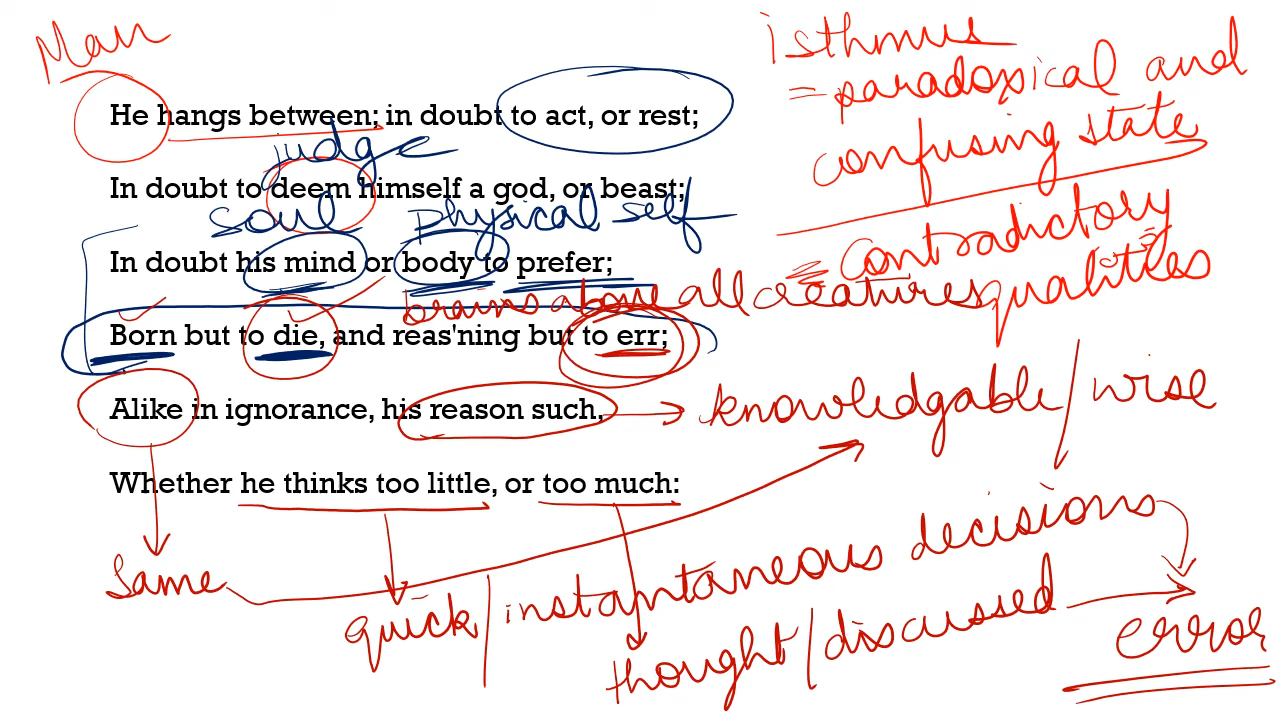 Man
isthmus
= paradoxical and
confusing state
He hangs between; in doubt to act, or rest;
judge
In doubt to deem himself a god, or beast;
soul physical self
= contradictory
qualities
In doubt his mind or body to prefer;
brains above all creatures
Born but to die, and reas'ning but to err;
Alike in ignorance, his reason such,
knowledgable/wise
Whether he thinks too little, or too much:
same
quick/instantaneous decisions
thought/discussed
error